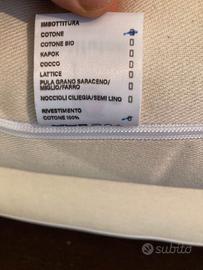 IMBOTTITURA
COTONE
COTONE BIO
KAPOK
COCCO
LATTICE
PULA GRANO SARACENO/
MIGLIO/FARRO
NOCCIOLI CILIEGIA/SEMI LINO
RIVESTIMENTO
COTONE 100%
subito